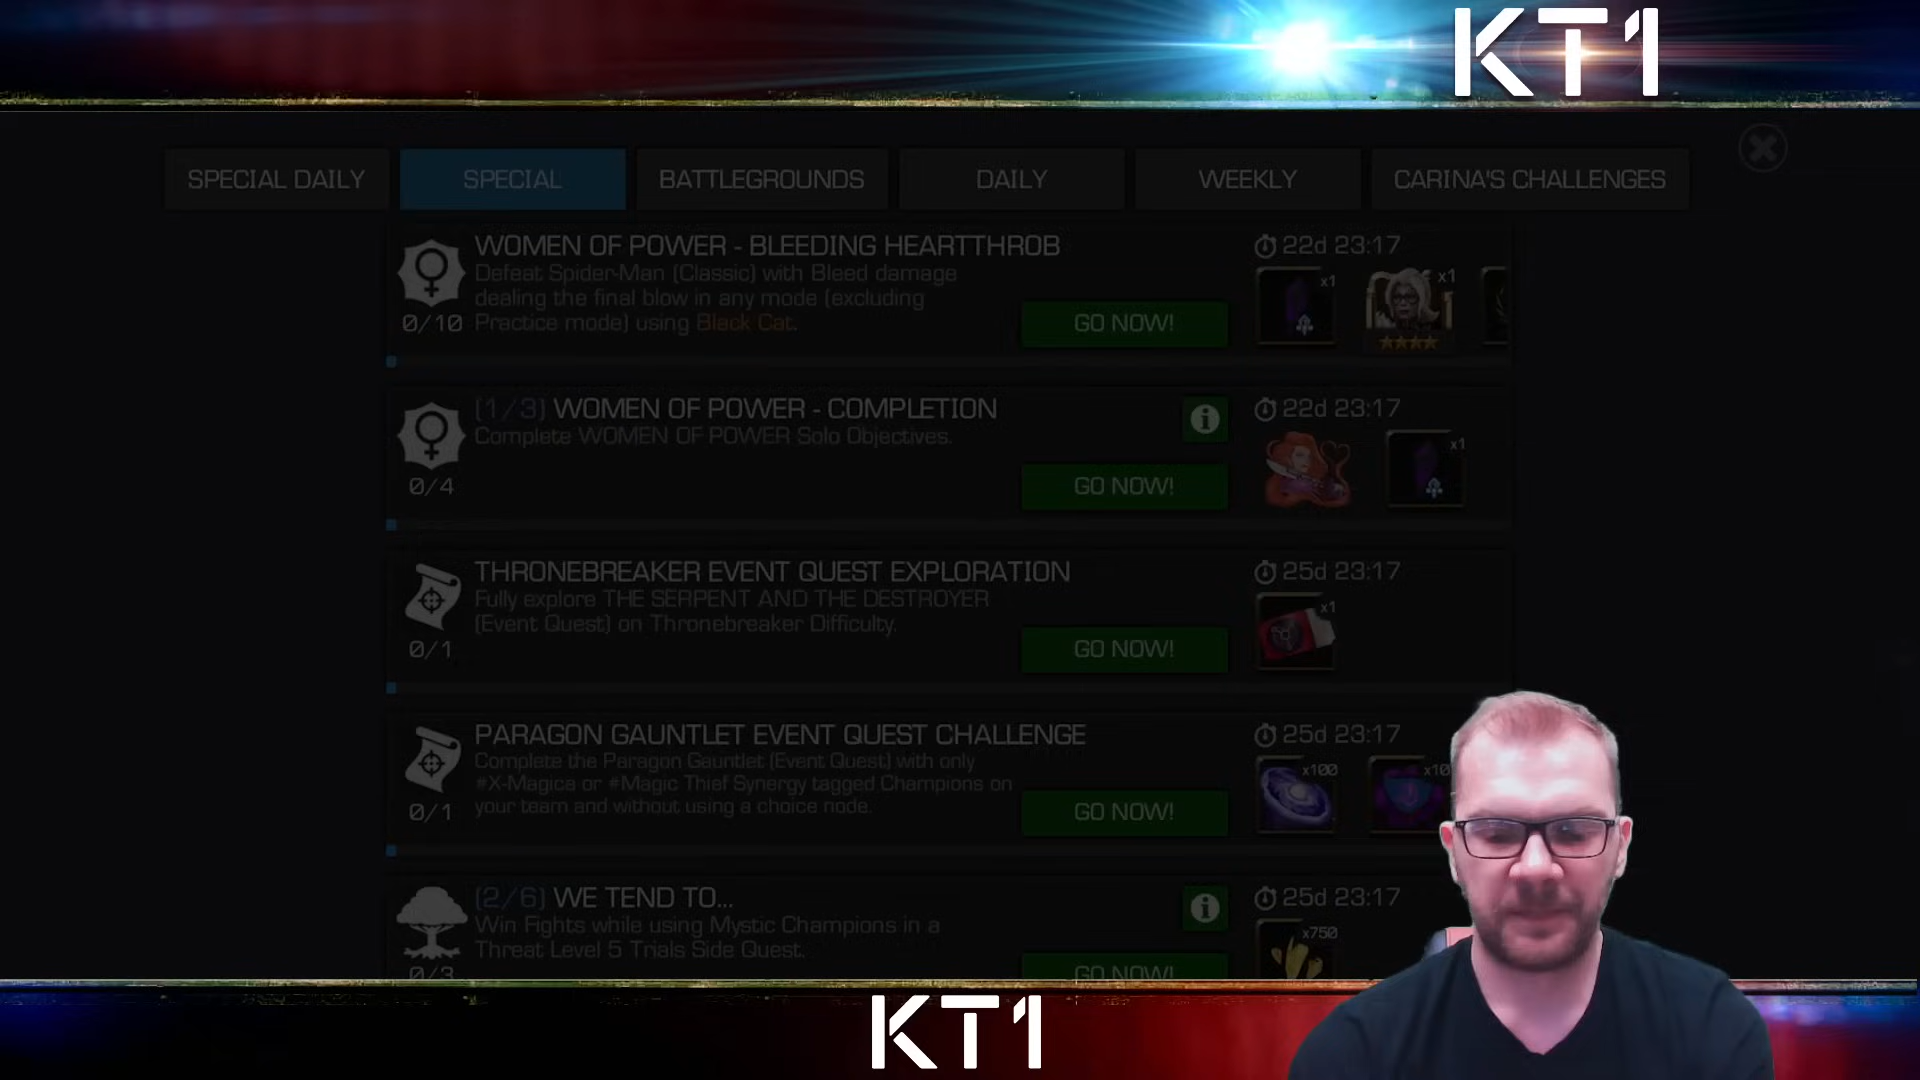 KT1
SPECIAL DAILY
SPECIAL
BATTLEGROUNDS
DAILY
WEEKLY
CARINA'S CHALLENGES
WOMEN OF POWER - BLEEDING HEARTTHROB
Defeat Spider-Man (Classic) with Bleed damage
dealing the final blow in any mode (excluding
Practice mode) using Black Cat.
0/10
GO NOW!
22d 23:17
x1
x1
(1/3) WOMEN OF POWER - COMPLETION
Complete WOMEN OF POWER Solo Objectives.
0/4
GO NOW!
22d 23:17
x1
THRONEBREAKER EVENT QUEST EXPLORATION
Fully explore THE SERPENT AND THE DESTROYER
(Event Quest) on Thronebreaker Difficulty.
0/1
GO NOW!
25d 23:17
x1
PARAGON GAUNTLET EVENT QUEST CHALLENGE
Complete the Paragon Gauntlet (Event Quest) with only
#X-Magica or #Magic Thief Synergy tagged Champions on
your team and without using a choice node.
0/1
GO NOW!
25d 23:17
x100
x10
(2/6) WE TEND TO...
Win Fights while using Mystic Champions in a
Threat Level 5 Trials Side Quest.
0/3
GO NOW!
25d 23:17
x750
KT1